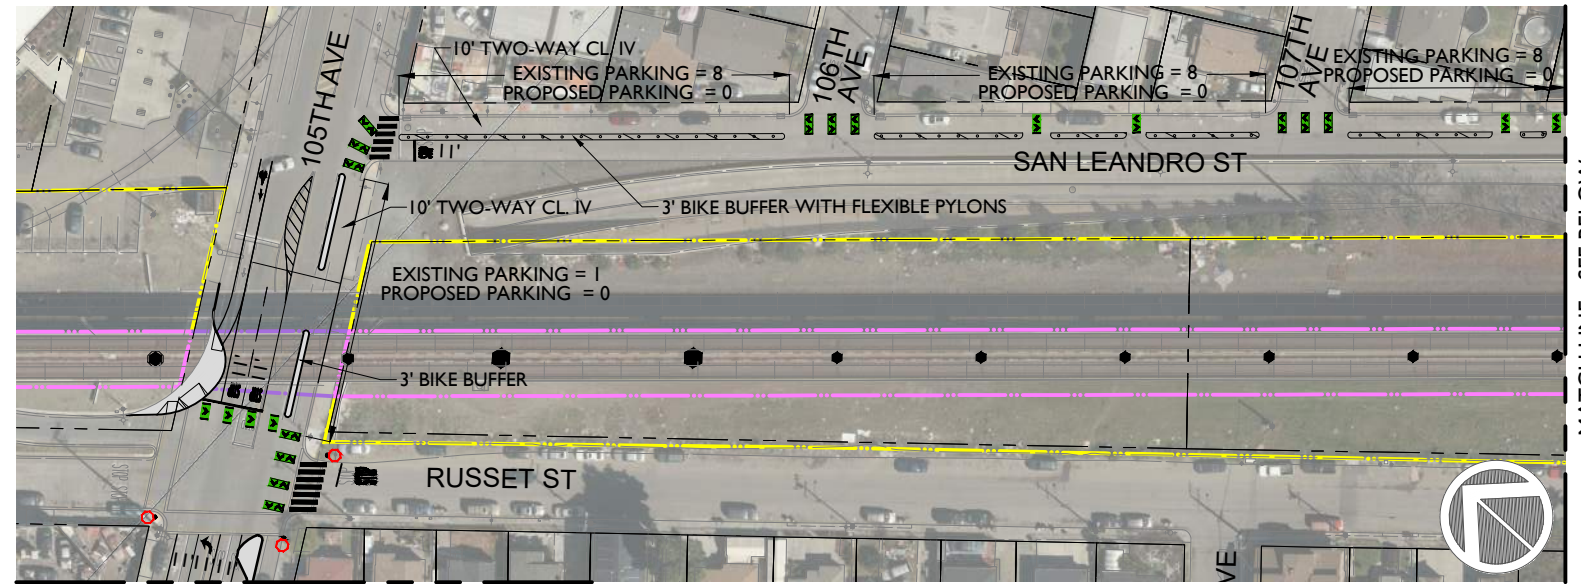 105TH AVE
10' TWO-WAY CL IV
EXISTING PARKING = 8
PROPOSED PARKING = 0
106TH
AVE
EXISTING PARKING = 8
PROPOSED PARKING = 0
107TH
AVE
EXISTING PARKING = 8
PROPOSED PARKING = 0
11'
SAN LEANDRO ST
10' TWO-WAY CL. IV
3' BIKE BUFFER WITH FLEXIBLE PYLONS
EXISTING PARKING = 1
PROPOSED PARKING = 0
11'
3' BIKE BUFFER
RUSSET ST
AVE